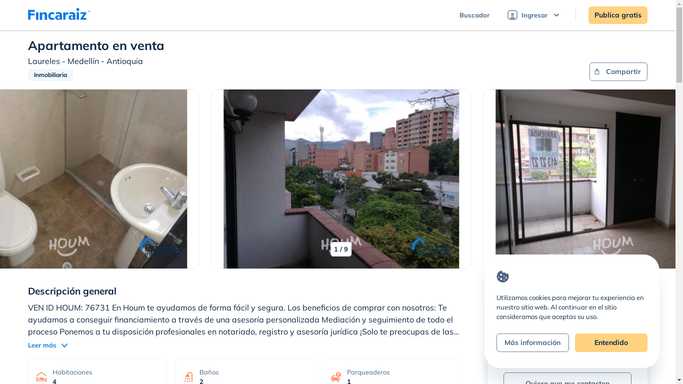 Fincaraiz
Buscador
Ingresar
Publica gratis
Apartamento en venta
Laureles - Medellín - Antioquia
Inmobiliaria
Compartir
HOUM
HOUM
HOUM
1 / 9
Descripción general
VEN ID HOUM: 76731 En Houm te ayudamos de forma fácil y segura. Los beneficios de comprar con nosotros: Te
ayudamos a conseguir financiamiento a través de una asesoría personalizada Mediación y seguimiento de todo el
proceso Ponemos a tu disposición profesionales en notariado, registro y asesoría jurídica ¡Solo te preocupas de las...
Leer más
Habitaciones
4
Baños
2
Parqueaderos
1
Utilizamos cookies para mejorar tu experiencia en
nuestro sitio web. Al continuar en el sitio
consideramos que aceptas su uso.
Más información
Entendido
Quiero que me contacten